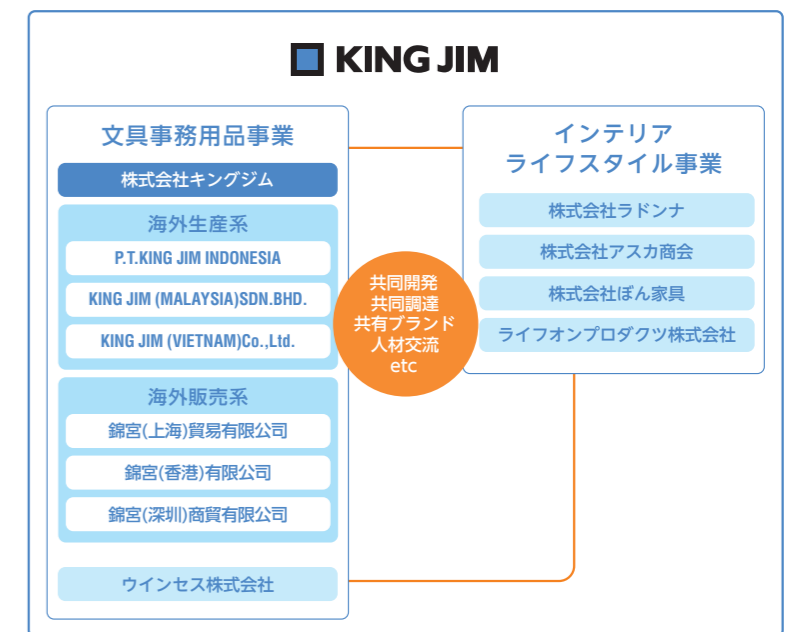 KING JIM
文具事務用品事業
株式会社キングジム
海外生産系
P.T.KING JIM INDONESIA
KING JIM (MALAYSIA)SDN.BHD.
KING JIM (VIETNAM)Co.,Ltd.
海外販売系
錦宮(上海)貿易有限公司
錦宮(香港)有限公司
錦宮(深圳)商貿有限公司
ウインセス株式会社
共同開発
共同調達
共有ブランド
人材交流
etc
インテリア
ライフスタイル事業
株式会社ラドンナ
株式会社アスカ商会
株式会社ぼん家具
ライフオンプロダクツ株式会社